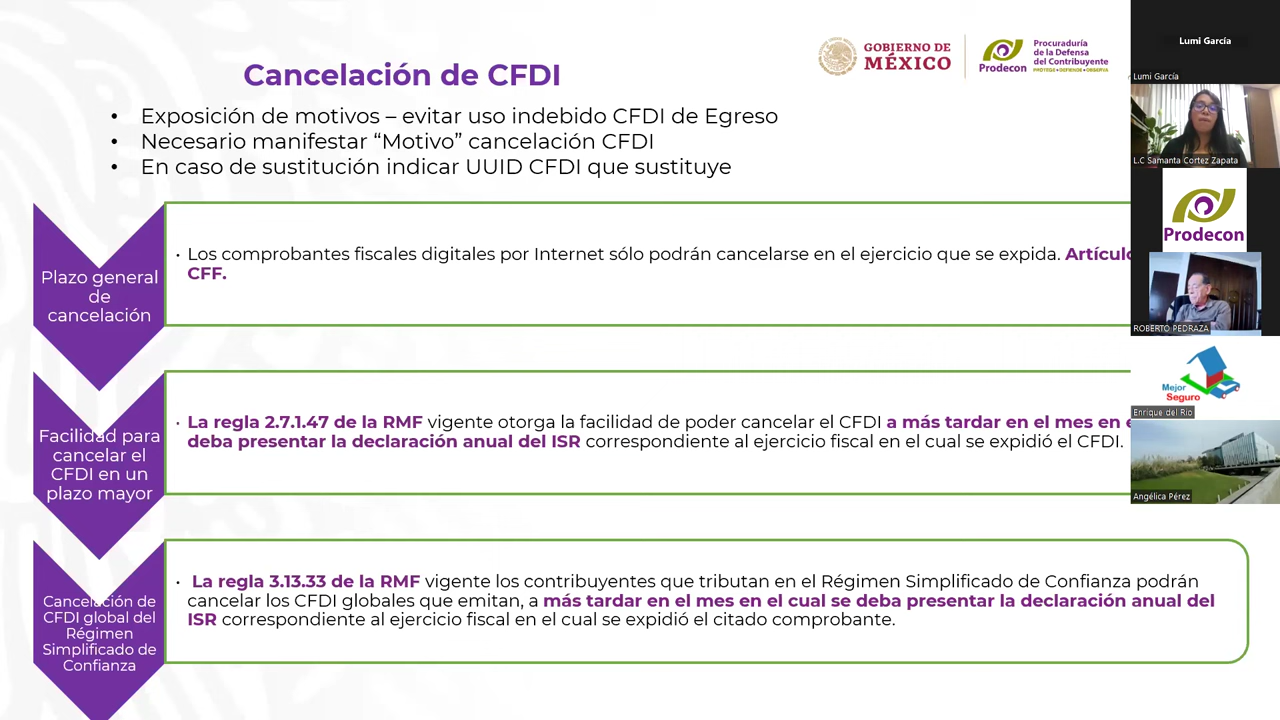 Cancelación de CFDI
GOBIERNO DE
MÉXICO
Prodecon
Procuraduría
de la Defensa
del Contribuyente
PROTEGE • DEFIENDE • OBSERVA
• Exposición de motivos – evitar uso indebido CFDI de Egreso
• Necesario manifestar “Motivo” cancelación CFDI
• En caso de sustitución indicar UUID CFDI que sustituye
Plazo general
de
cancelación
• Los comprobantes fiscales digitales por Internet sólo podrán cancelarse en el ejercicio que se expida.
CFF.
Facilidad para
cancelar el
CFDI en un
plazo mayor
• La regla 2.7.1.47 de la RMF vigente otorga la facilidad de poder cancelar el CFDI a más tardar en el mes en
deba presentar la declaración anual del ISR correspondiente al ejercicio fiscal en el cual se expidió el CFDI.
Cancelación de
CFDI global del
Régimen
Simplificado de
Confianza
• La regla 3.13.33 de la RMF vigente los contribuyentes que tributan en el Régimen Simplificado de Confianza podrán
cancelar los CFDI globales que emitan, a más tardar en el mes en el cual se deba presentar la declaración anual del
ISR correspondiente al ejercicio fiscal en el cual se expidió el citado comprobante.
Lumi García
Lumi García
L.C Samanta Cortez Zapata
Prodecon
ROBERTO PEDRAZA
Mejor
Seguro
Enrique del Río
Angélica Pérez